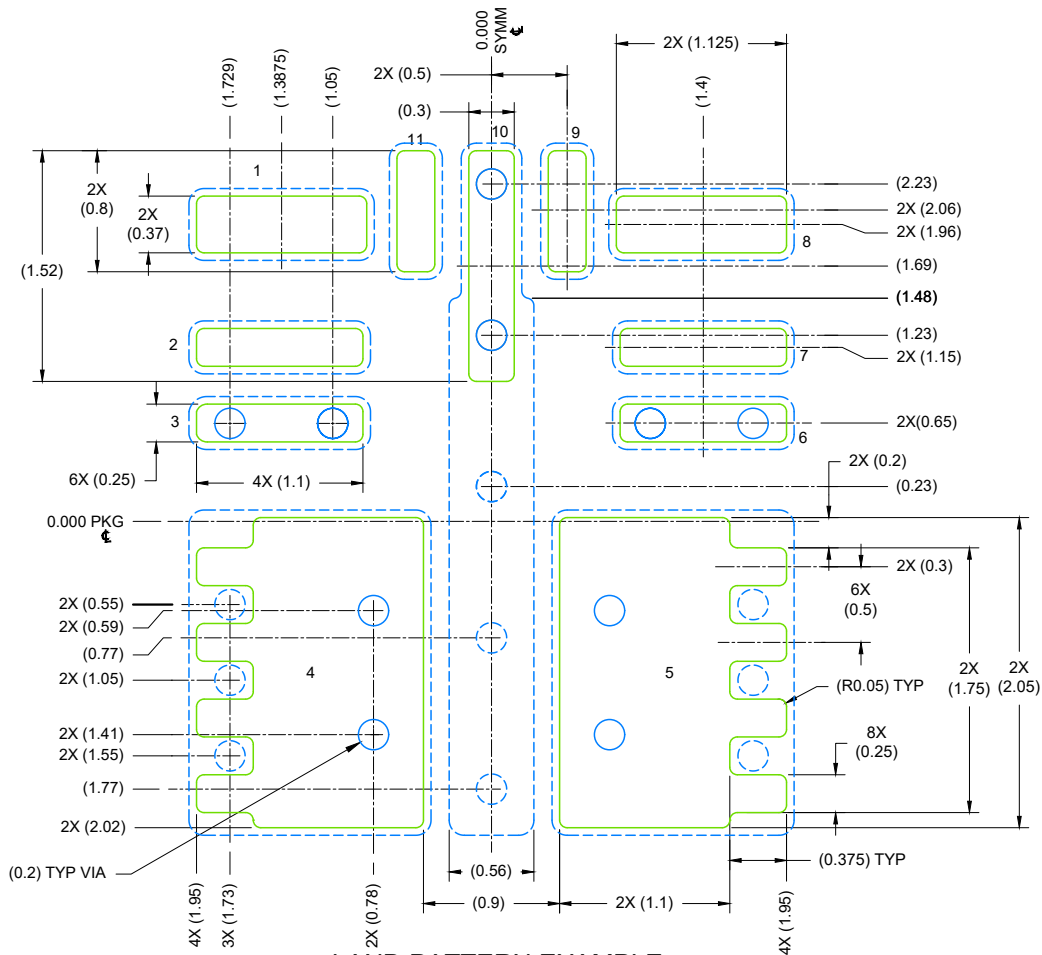 0.000
SYMM
℄
2X (0.5)
2X (1.125)
(1.729)
(1.3875)
(1.05)
(0.3)
(1.4)
11
10
9
1
2X
(0.8)
2X
(0.37)
(1.52)
(2.23)
2X (2.06)
2X (1.96)
8
(1.69)
(1.48)
(1.23)
2
7
2X (1.15)
3
6
2X(0.65)
6X (0.25)
4X (1.1)
2X (0.2)
(0.23)
0.000 PKG
℄
2X (0.3)
6X
(0.5)
2X (0.55)
2X (0.59)
(0.77)
4
5
2X
(1.75)
2X
(2.05)
2X (1.05)
(R0.05) TYP
2X (1.41)
2X (1.55)
8X
(0.25)
(1.77)
2X (2.02)
(0.2) TYP VIA
(0.56)
(0.375) TYP
(0.9)
2X (1.1)
4X (1.95)
3X (1.73)
2X (0.78)
4X (1.95)
LAND PATTERN EXAMPLE